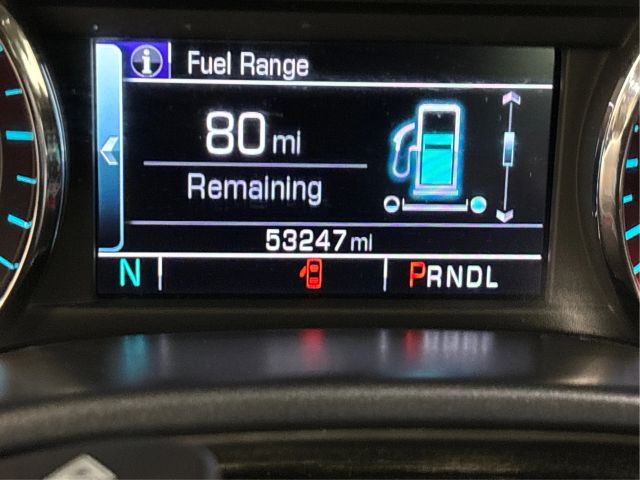 i Fuel Range
80 mi
Remaining
53247 mi
N PRNDL